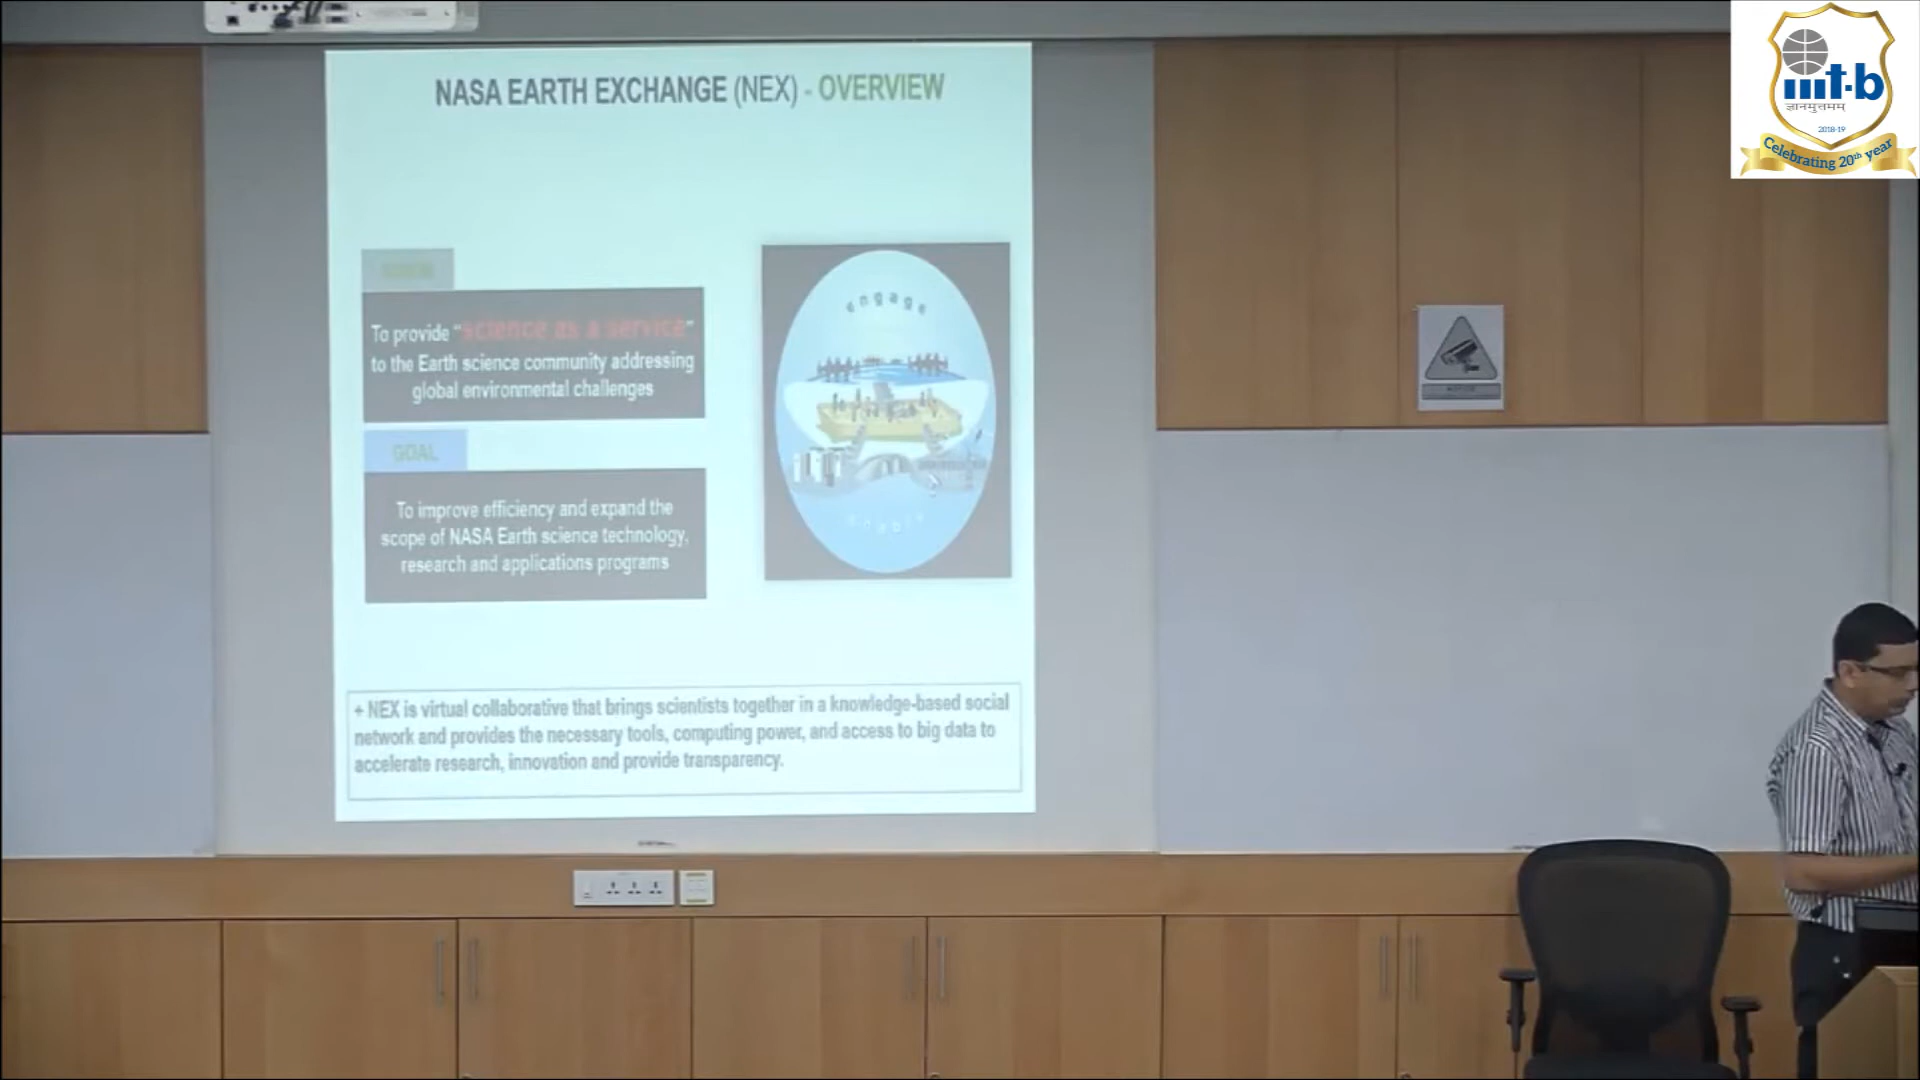 NASA EARTH EXCHANGE (NEX) - OVERVIEW
To provide “science as a service”
to the Earth science community addressing
global environmental challenges
GOAL
To improve efficiency and expand the
scope of NASA Earth science technology,
research and applications programs
engage
enable
+ NEX is virtual collaborative that brings scientists together in a knowledge-based social
network and provides the necessary tools, computing power, and access to big data to
accelerate research, innovation and provide transparency.
NOTICE
iiit-b
ज्ञानमुत्तमम्
2018-19
Celebrating 20th year